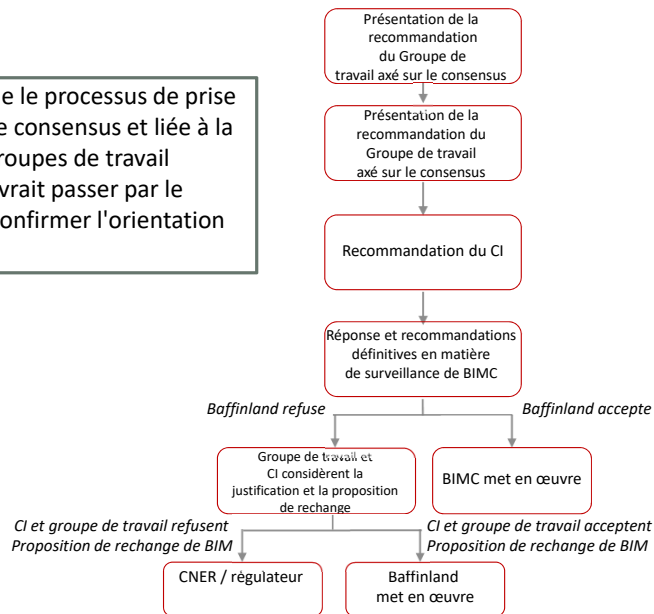 Présentation de la
recommandation
du Groupe de
travail axé sur le consensus
e le processus de prise
e consensus et liée à la
roupes de travail
vrait passer par le
onfirmer l'orientation
Présentation de la
recommandation du
Groupe de travail
axé sur le consensus
Recommandation du CI
Réponse et recommandations
définitives en matière
de surveillance de BIMC
Baffinland refuse
Baffinland accepte
Groupe de travail et
CI considèrent la
justification et la proposition
de rechange
BIMC met en œuvre
CI et groupe de travail refusent
Proposition de rechange de BIM
CI et groupe de travail acceptent
Proposition de rechange de BIM
CNER / règulateur
Baffinland
met en œuvre